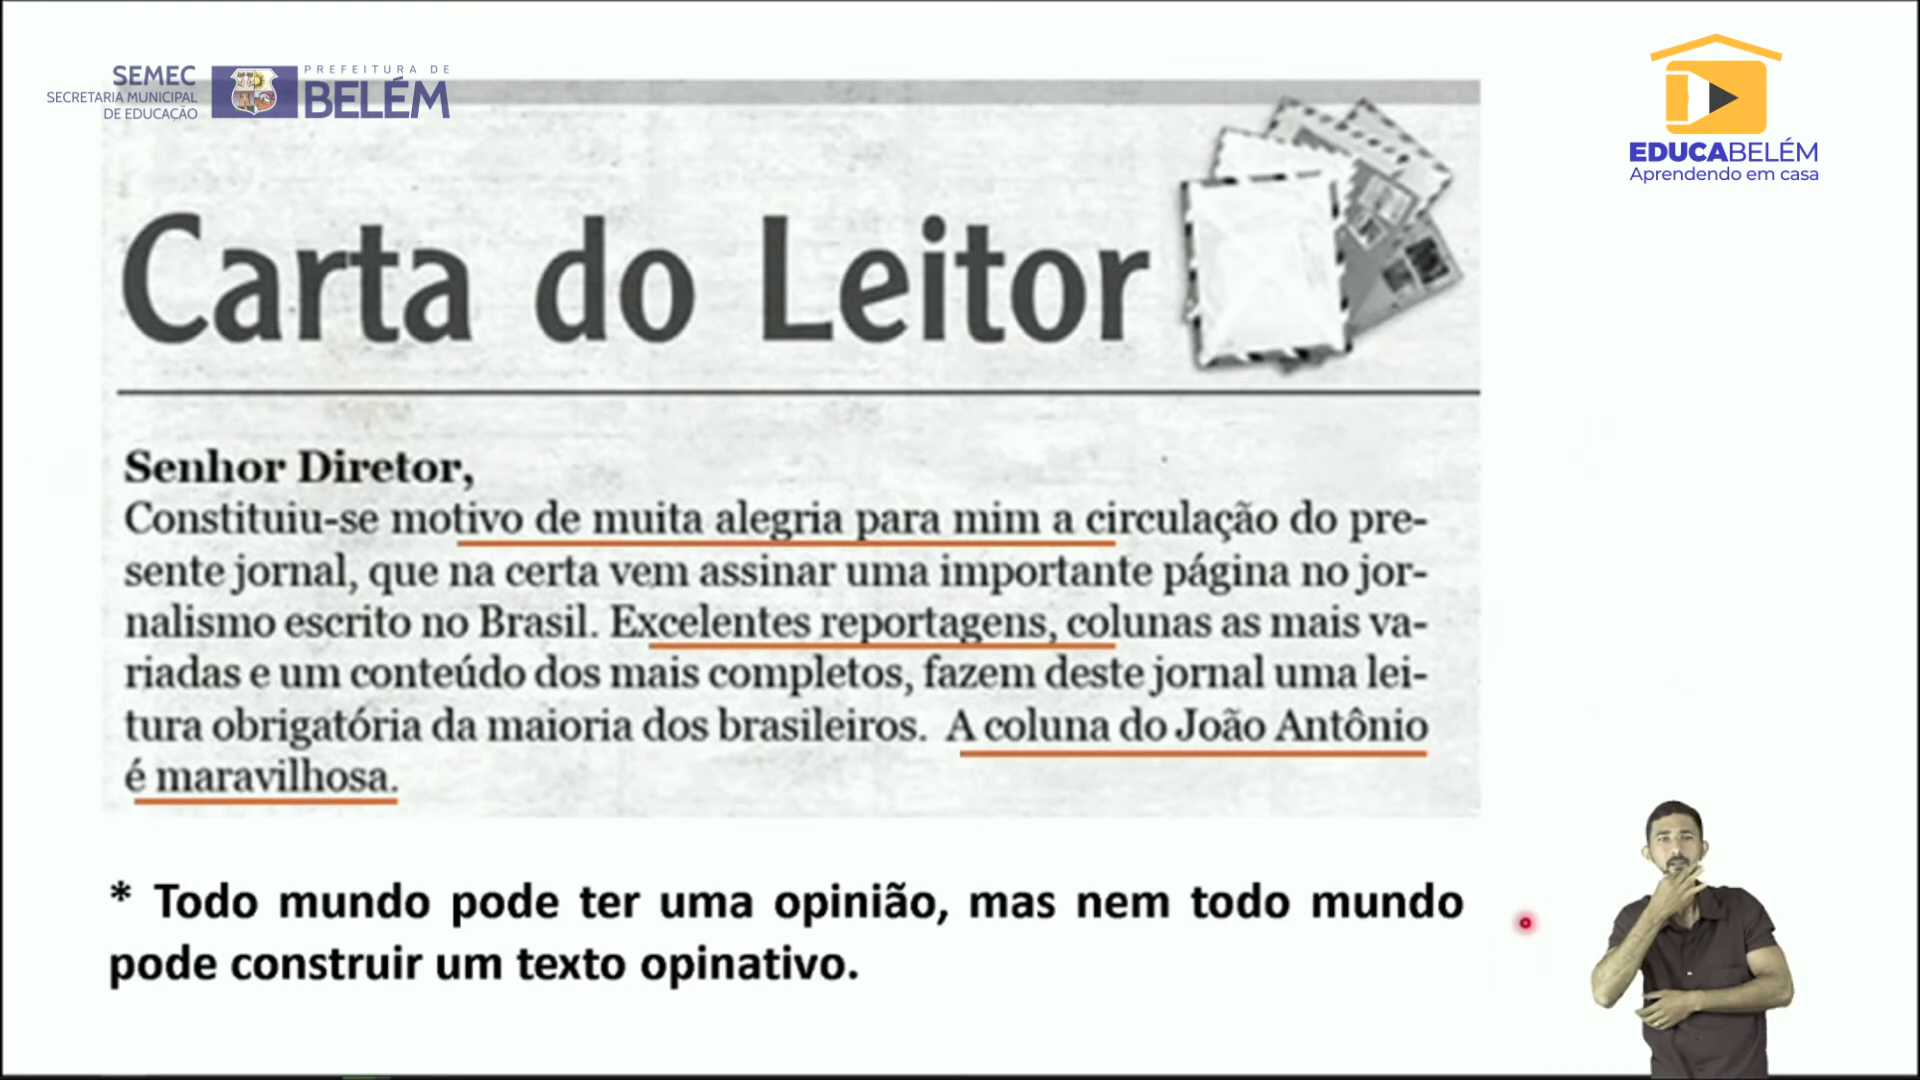 SEMEC
SECRETARIA MUNICIPAL
DE EDUCAÇÃO
PREFEITURA DE
BELÉM
EDUCABELÉM
Aprendendo em casa
Carta do Leitor
Senhor Diretor,
Constituiu-se motivo de muita alegria para mim a circulação do pre-
sente jornal, que na certa vem assinar uma importante página no jor-
nalismo escrito no Brasil. Excelentes reportagens, colunas as mais va-
riadas e um conteúdo dos mais completos, fazem deste jornal uma lei-
tura obrigatória da maioria dos brasileiros. A coluna do João Antônio
é maravilhosa.
* Todo mundo pode ter uma opinião, mas nem todo mundo
pode construir um texto opinativo.